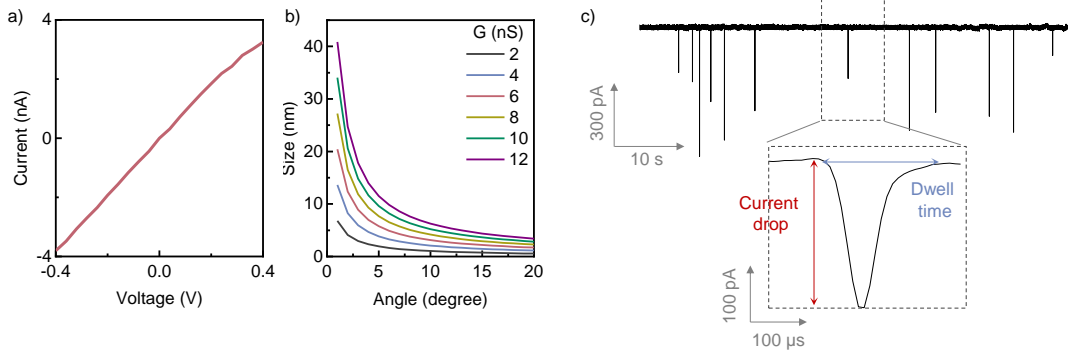 a)
Current (nA)
4
0
-4
-0.4
0.0
0.4
Voltage (V)
b)
Size (nm)
40
30
20
10
0
0
5
10
15
20
Angle (degree)
G (nS)
2
4
6
8
10
12
c)
300 pA
10 s
Current
drop
Dwell
time
100 pA
100 µs